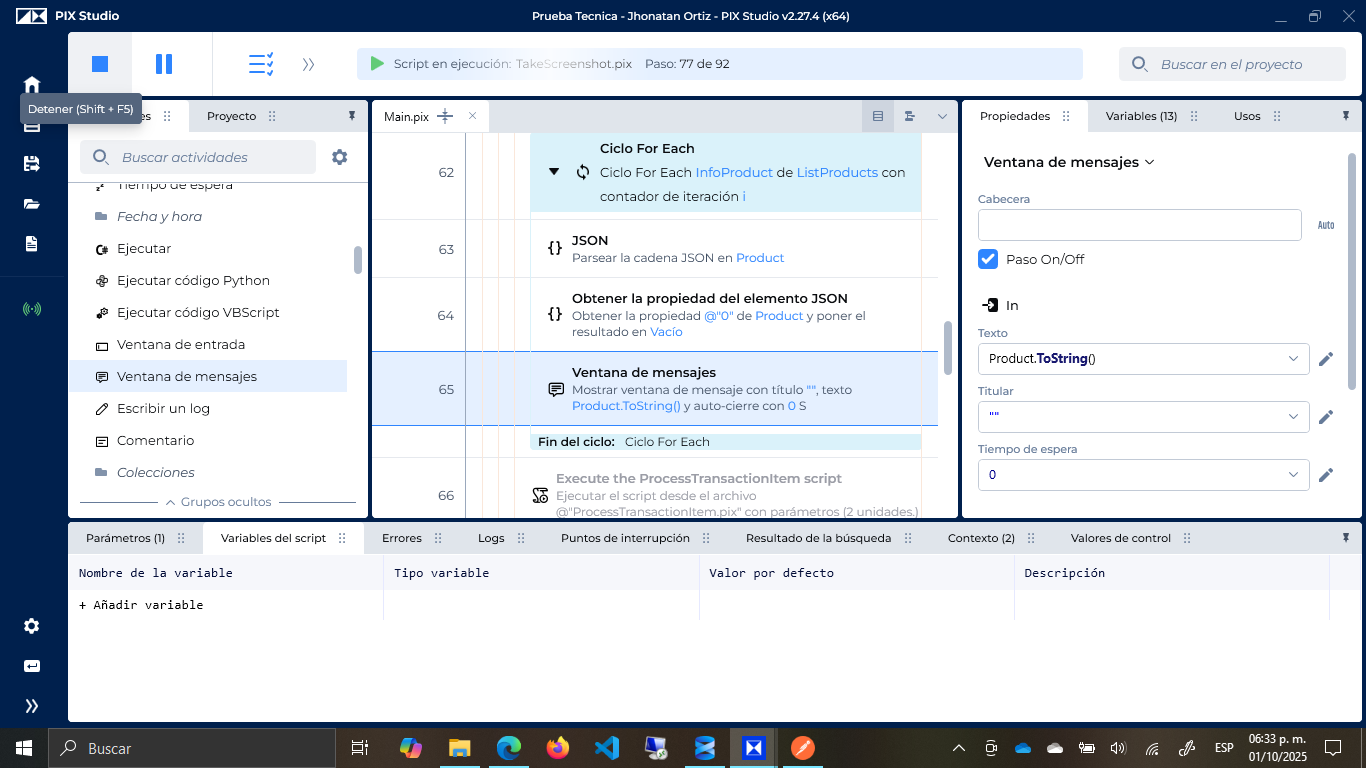 PIX Studio
Prueba Tecnica - Jhonatan Ortiz - PIX Studio v2.27.4 (x64)
Script en ejecución: TakeScreenshot.pix Paso: 77 de 92
Buscar en el proyecto
Detener (Shift + F5)
Proyecto
Buscar actividades
Tiempo de espera
Fecha y hora
Ejecutar
Ejecutar código Python
Ejecutar código VBScript
Ventana de entrada
Ventana de mensajes
Escribir un log
Comentario
Colecciones
Grupos ocultos
Main.pix
62
Ciclo For Each
Ciclo For Each InfoProduct de ListProducts con
contador de iteración i
63
JSON
Parsear la cadena JSON en Product
64
Obtener la propiedad del elemento JSON
Obtener la propiedad @"0" de Product y poner el
resultado en Vacío
65
Ventana de mensajes
Mostrar ventana de mensaje con título "", texto
Product.ToString() y auto-cierre con 0 S
Fin del ciclo: Ciclo For Each
66
Execute the ProcessTransactionItem script
Ejecutar el script desde el archivo
@"ProcessTransactionItem.pix" con parámetros (2 unidades.)
Propiedades
Variables (13)
Usos
Ventana de mensajes
Cabecera
Auto
Paso On/Off
In
Texto
Product.ToString()
Titular
""
Tiempo de espera
0
Parámetros (1)
Variables del script
Errores
Logs
Puntos de interrupción
Resultado de la búsqueda
Contexto (2)
Valores de control
Nombre de la variable
Tipo variable
Valor por defecto
Descripción
+ Añadir variable
Buscar
ESP
06:33 p. m.
01/10/2025